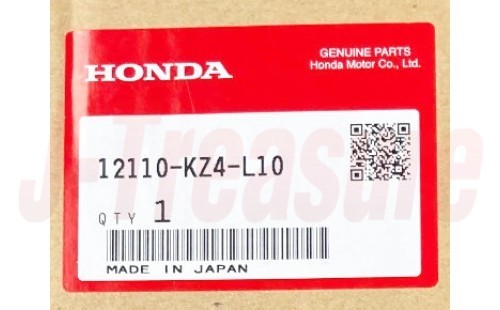 HONDA
GENUINE PARTS
Honda Motor Co., Ltd.
12110-KZ4-L10
QTY 1
MADE IN JAPAN
J-Treasure